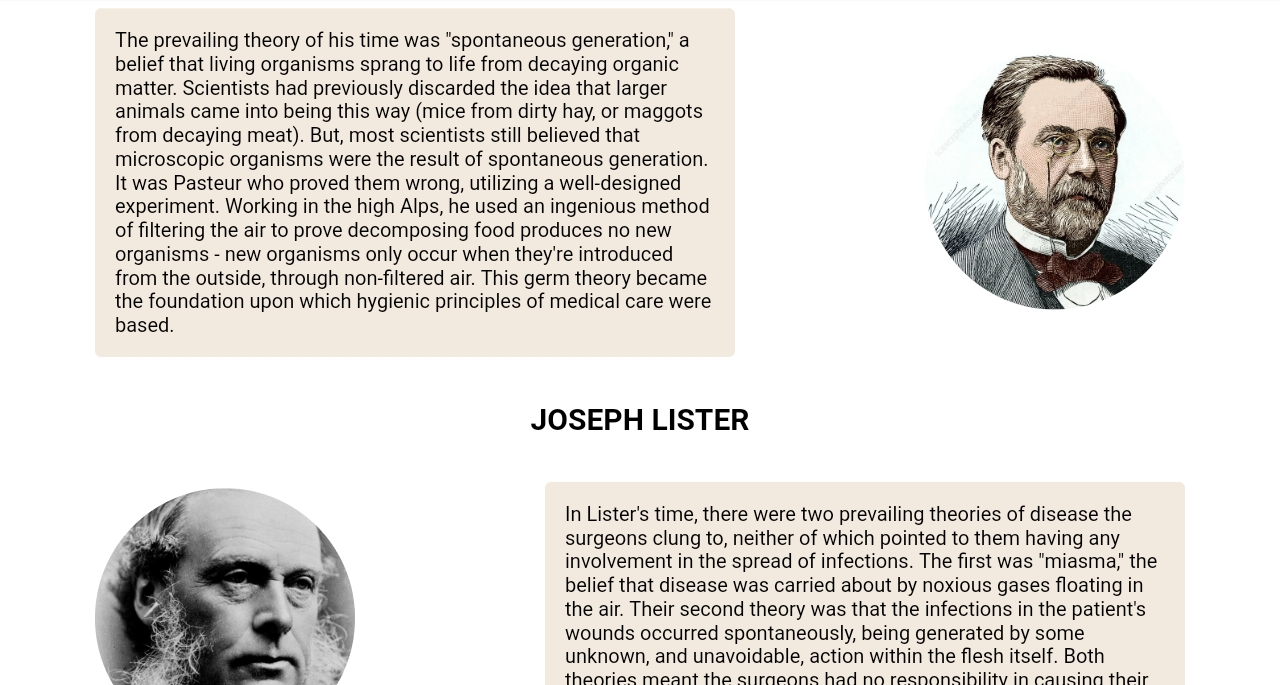 The prevailing theory of his time was "spontaneous generation," a
belief that living organisms sprang to life from decaying organic
matter. Scientists had previously discarded the idea that larger
animals came into being this way (mice from dirty hay, or maggots
from decaying meat). But, most scientists still believed that
microscopic organisms were the result of spontaneous generation.
It was Pasteur who proved them wrong, utilizing a well-designed
experiment. Working in the high Alps, he used an ingenious method
of filtering the air to prove decomposing food produces no new
organisms - new organisms only occur when they're introduced
from the outside, through non-filtered air. This germ theory became
the foundation upon which hygienic principles of medical care were
based.
JOSEPH LISTER
In Lister's time, there were two prevailing theories of disease the
surgeons clung to, neither of which pointed to them having any
involvement in the spread of infections. The first was "miasma," the
belief that disease was carried about by noxious gases floating in
the air. Their second theory was that the infections in the patient's
wounds occurred spontaneously, being generated by some
unknown, and unavoidable, action within the flesh itself. Both
theories meant the surgeons had no responsibility in causing their